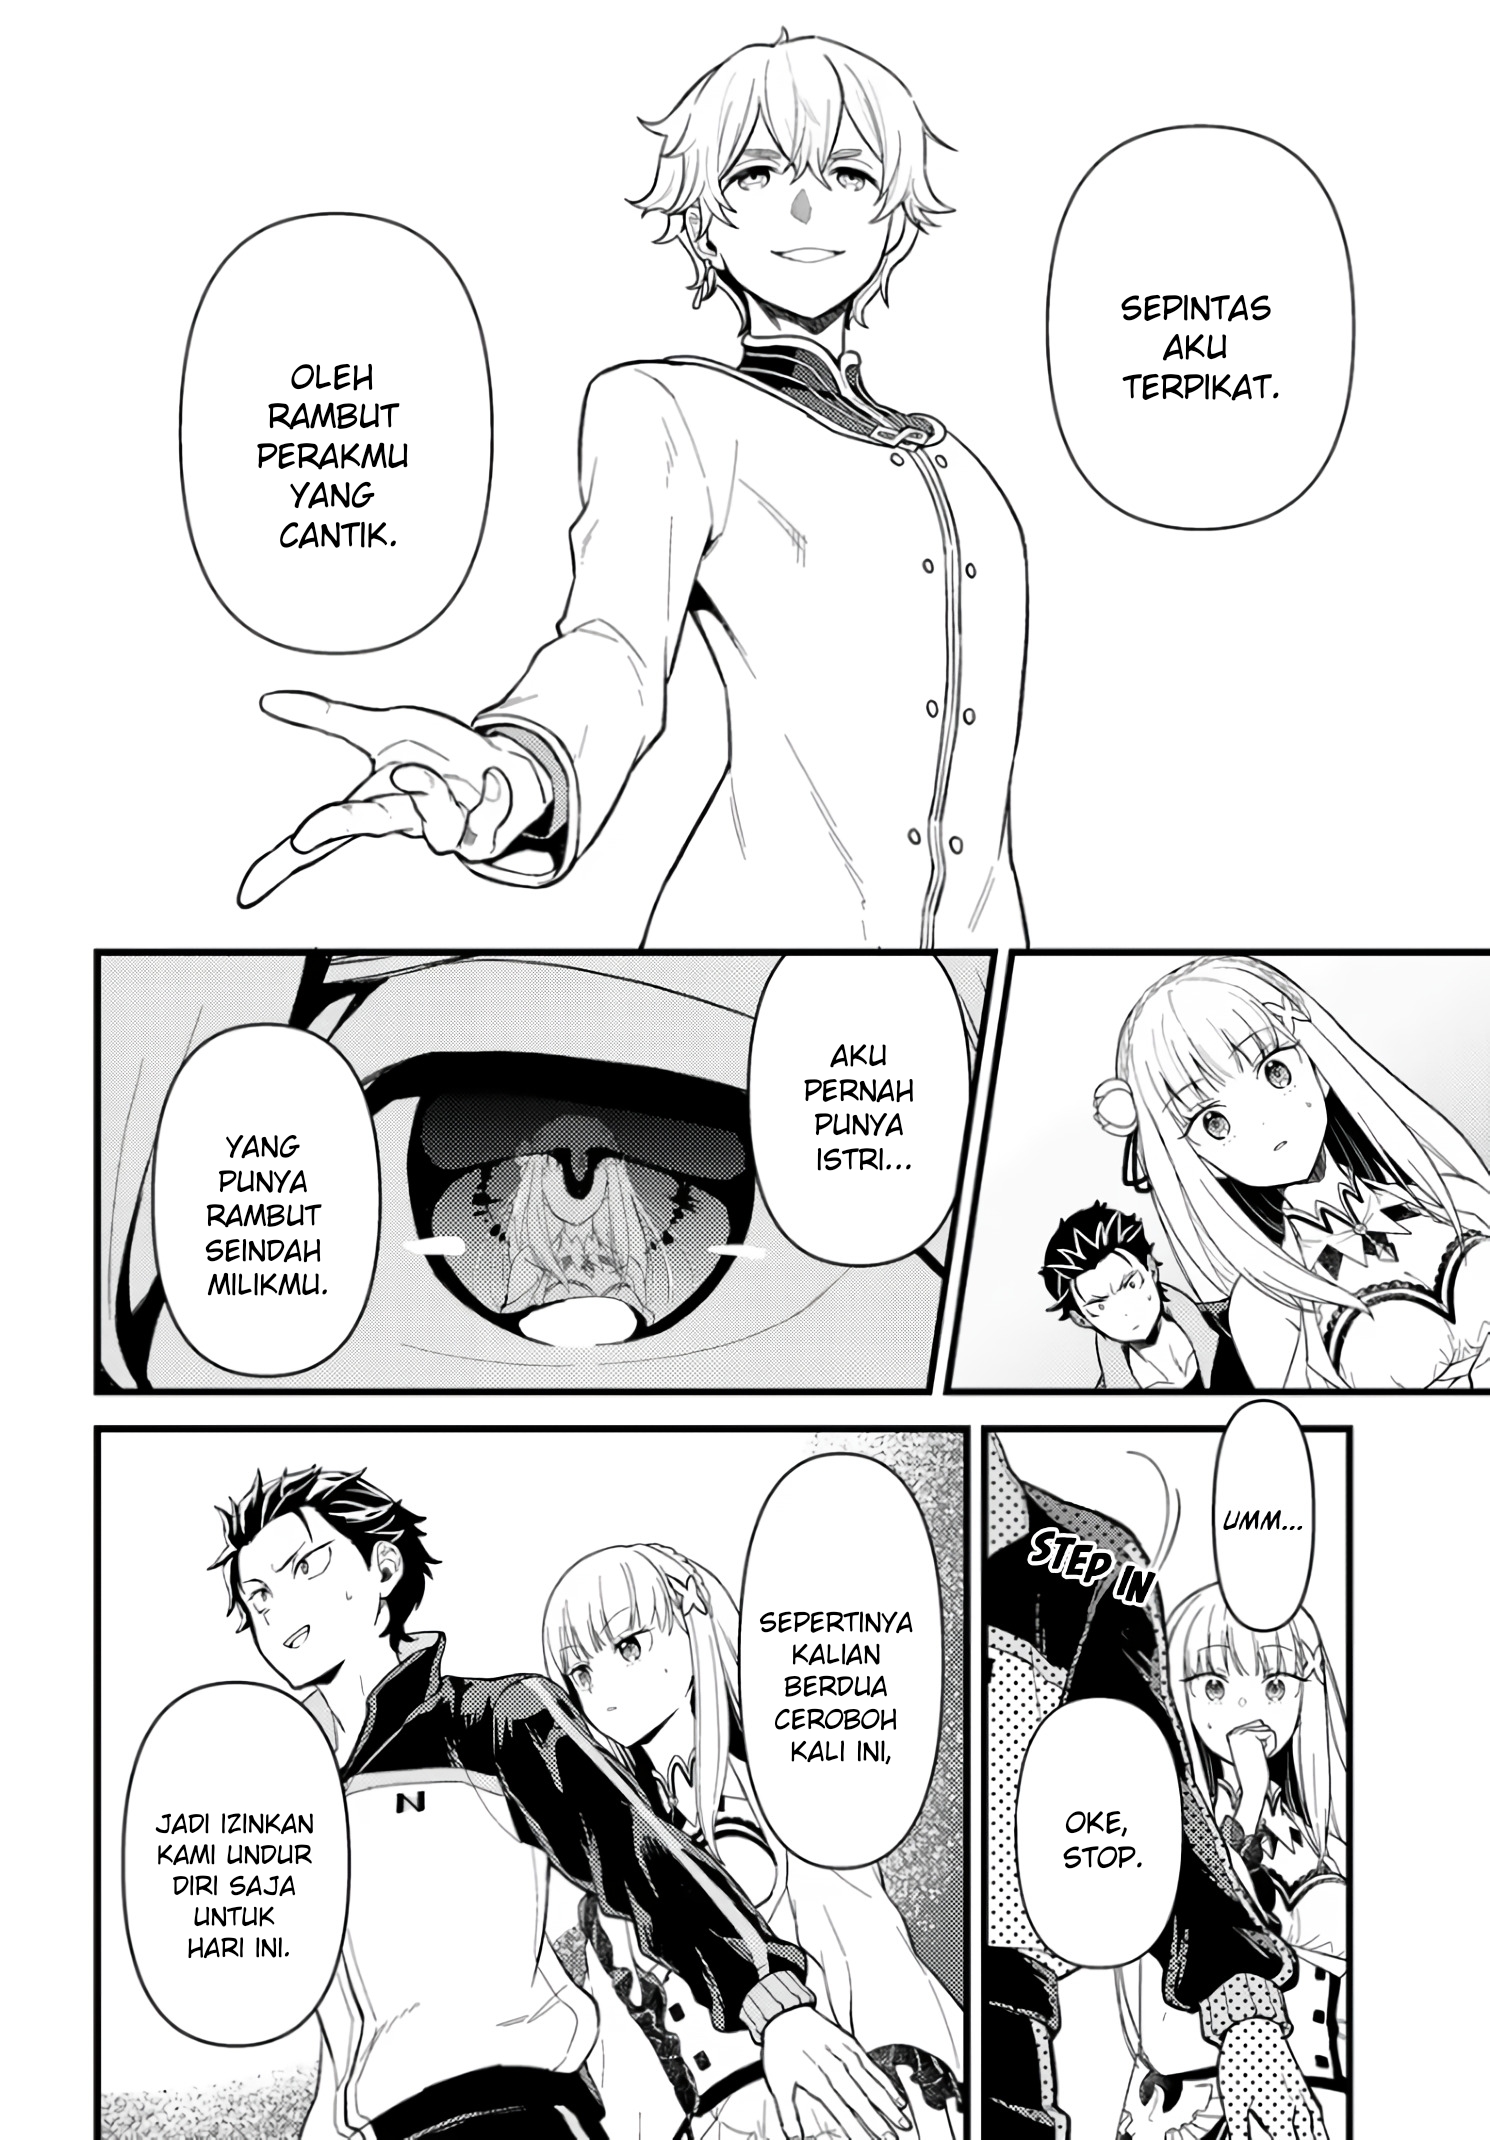 SEPINTAS
AKU
TERPIKAT.
OLEH
RAMBUT
PERAKMU
YANG
CANTIK.
AKU
PERNAH
PUNYA
ISTRI...
YANG
PUNYA
RAMBUT
SEINDAH
MILIKMU.
UMM...
STEP IN
OKE,
STOP.
SEPERTINYA
KALIAN
BERDUA
CEROBOH
KALI INI,
N
JADI IZINKAN
KAMI UNDUR
DIRI SAJA
UNTUK
HARI INI.